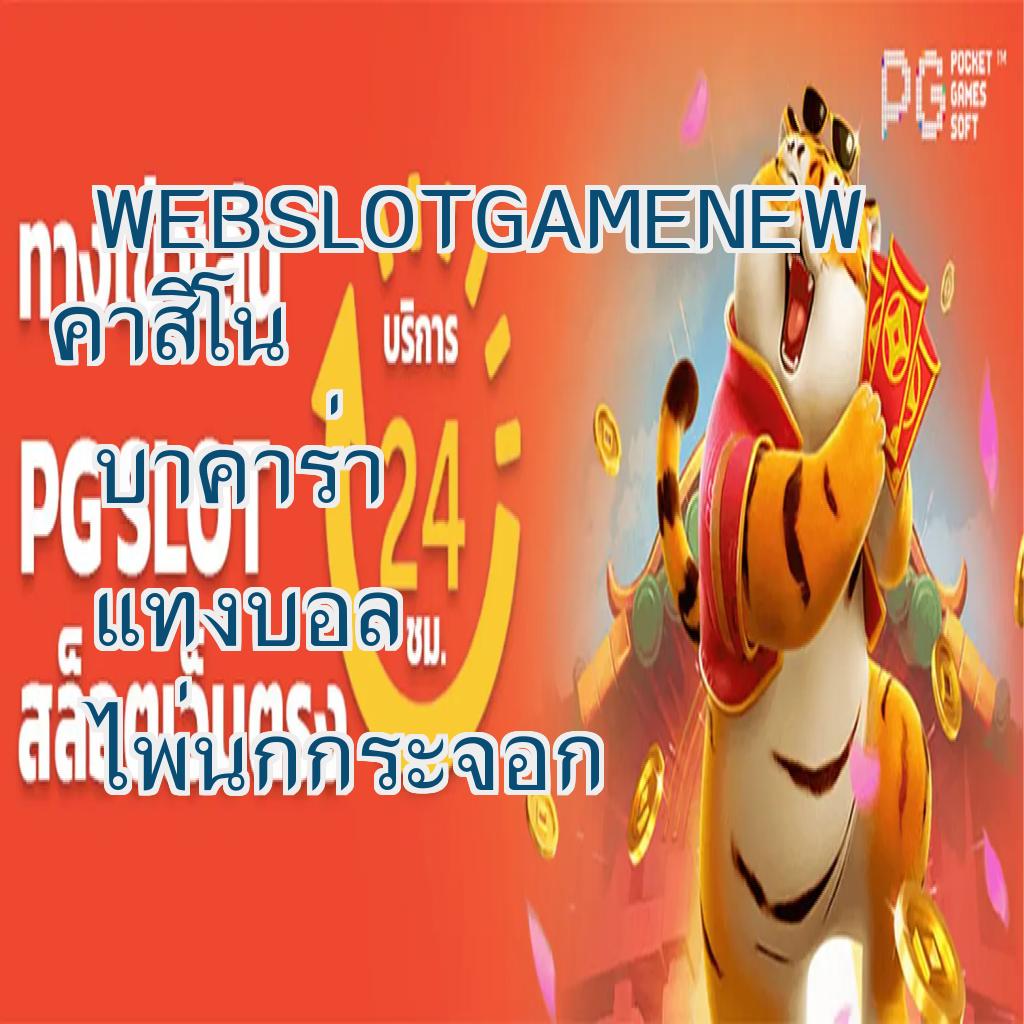 POCKET
GAMES
SOFT
PG
TM
WEBSLOTGAMENEW
คาสิโน
บริการ
บาคาร่า
24
PG SLOT
แทงบอล
ชม.
ไพ่นกกระจอก